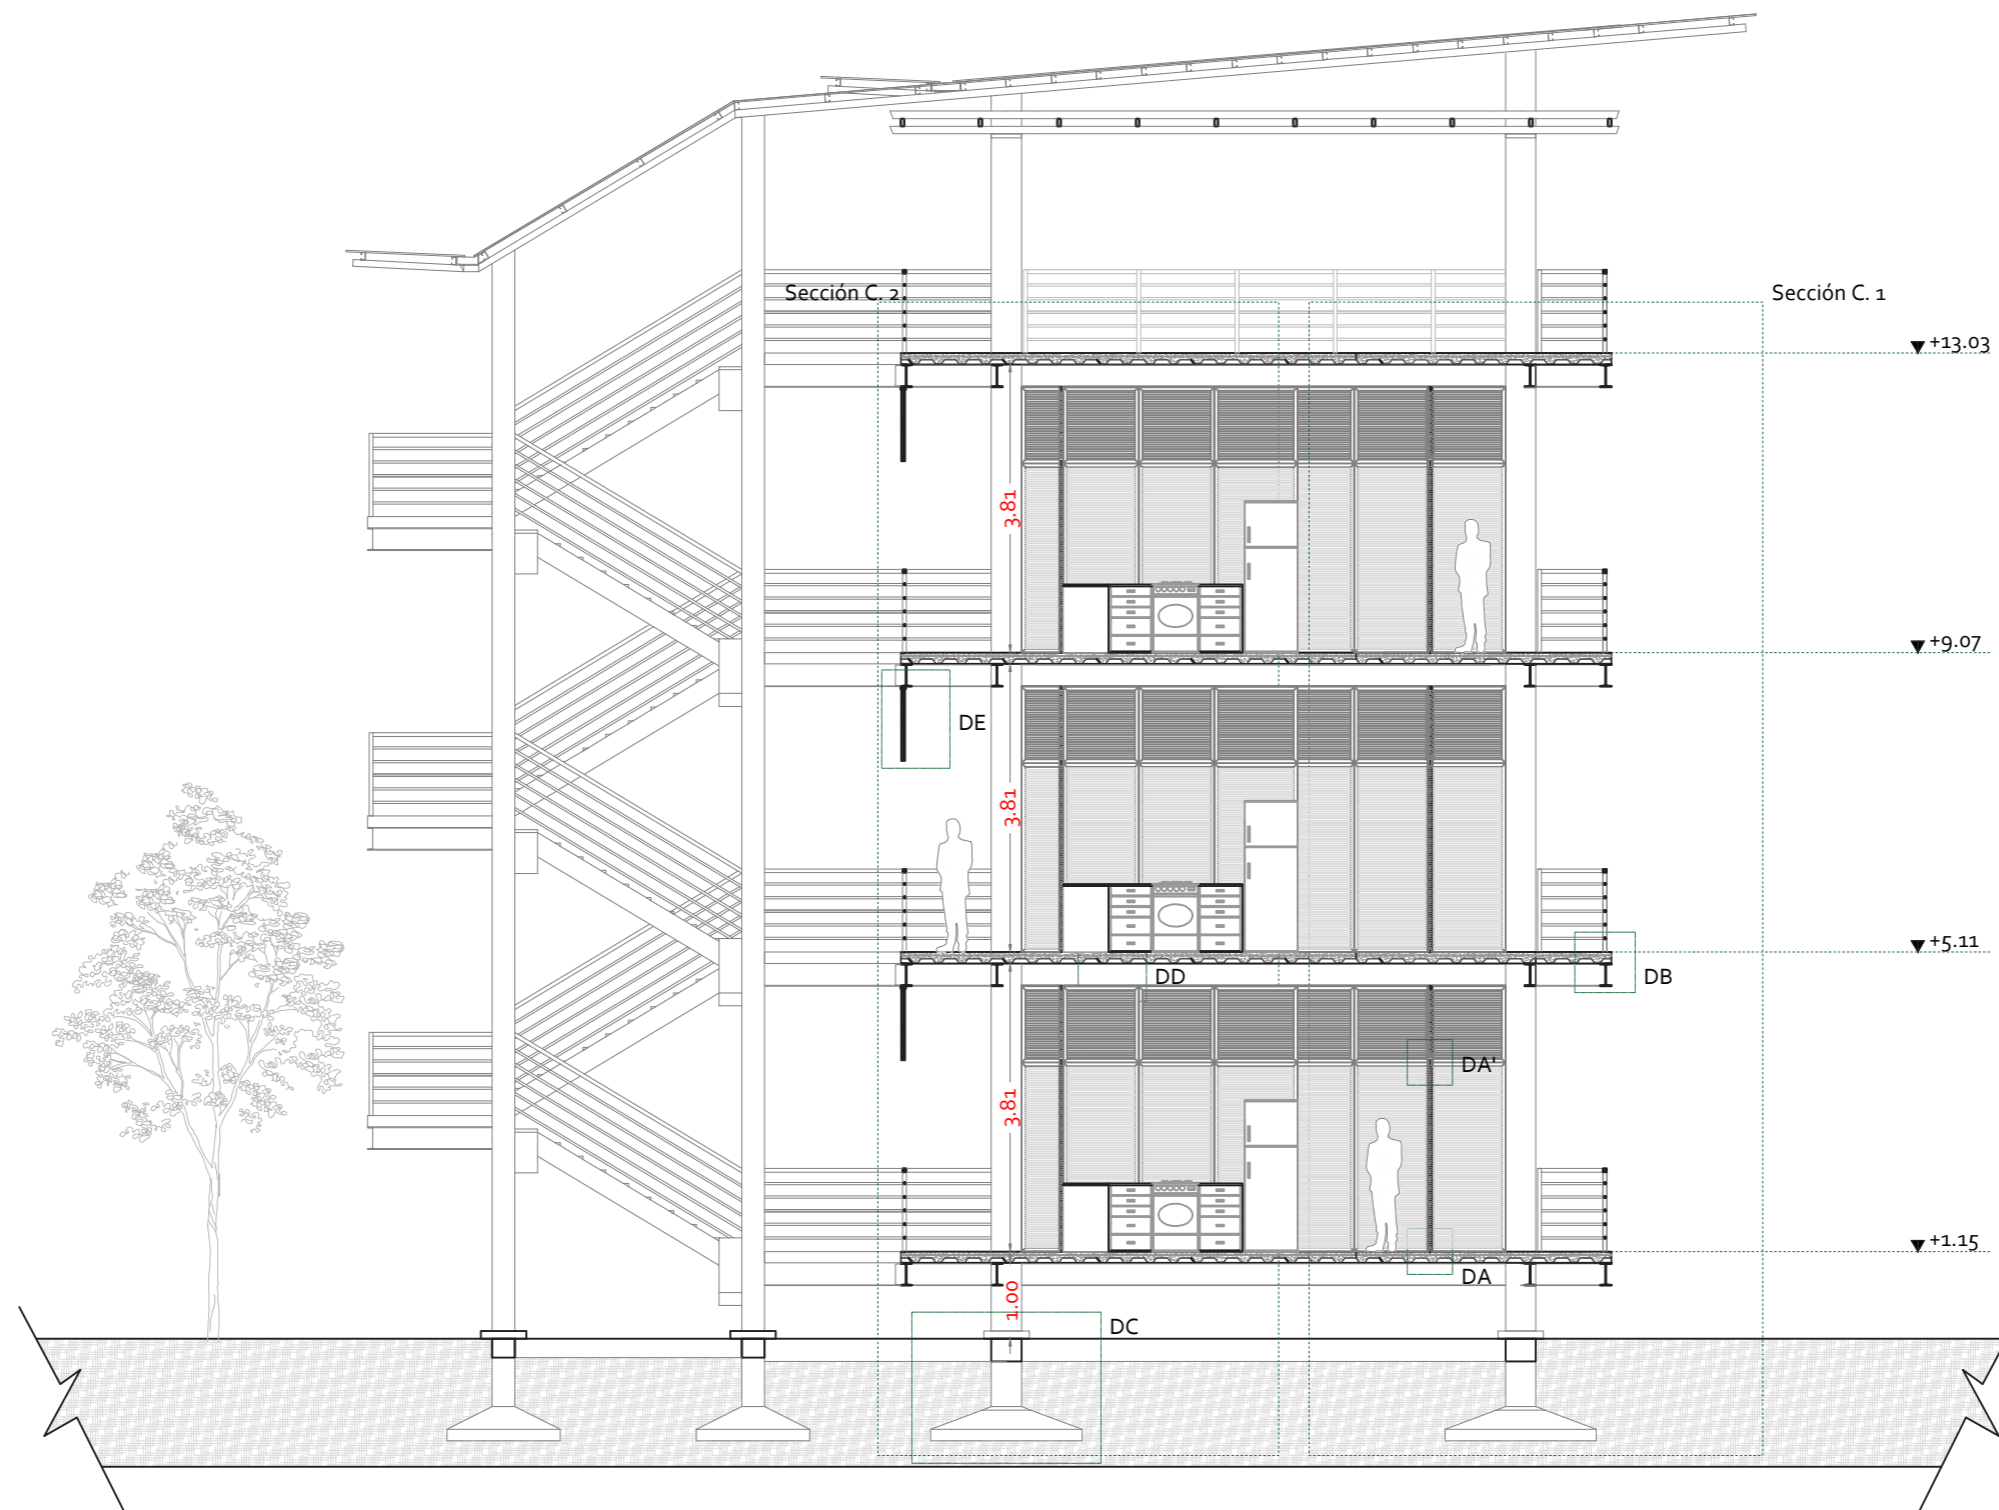 Sección C. 2
Sección C. 1
+13.03
3.81
+9.07
DE
3.81
+5.11
DD
DB
DA'
3.81
+1.15
DA
1.00
DC